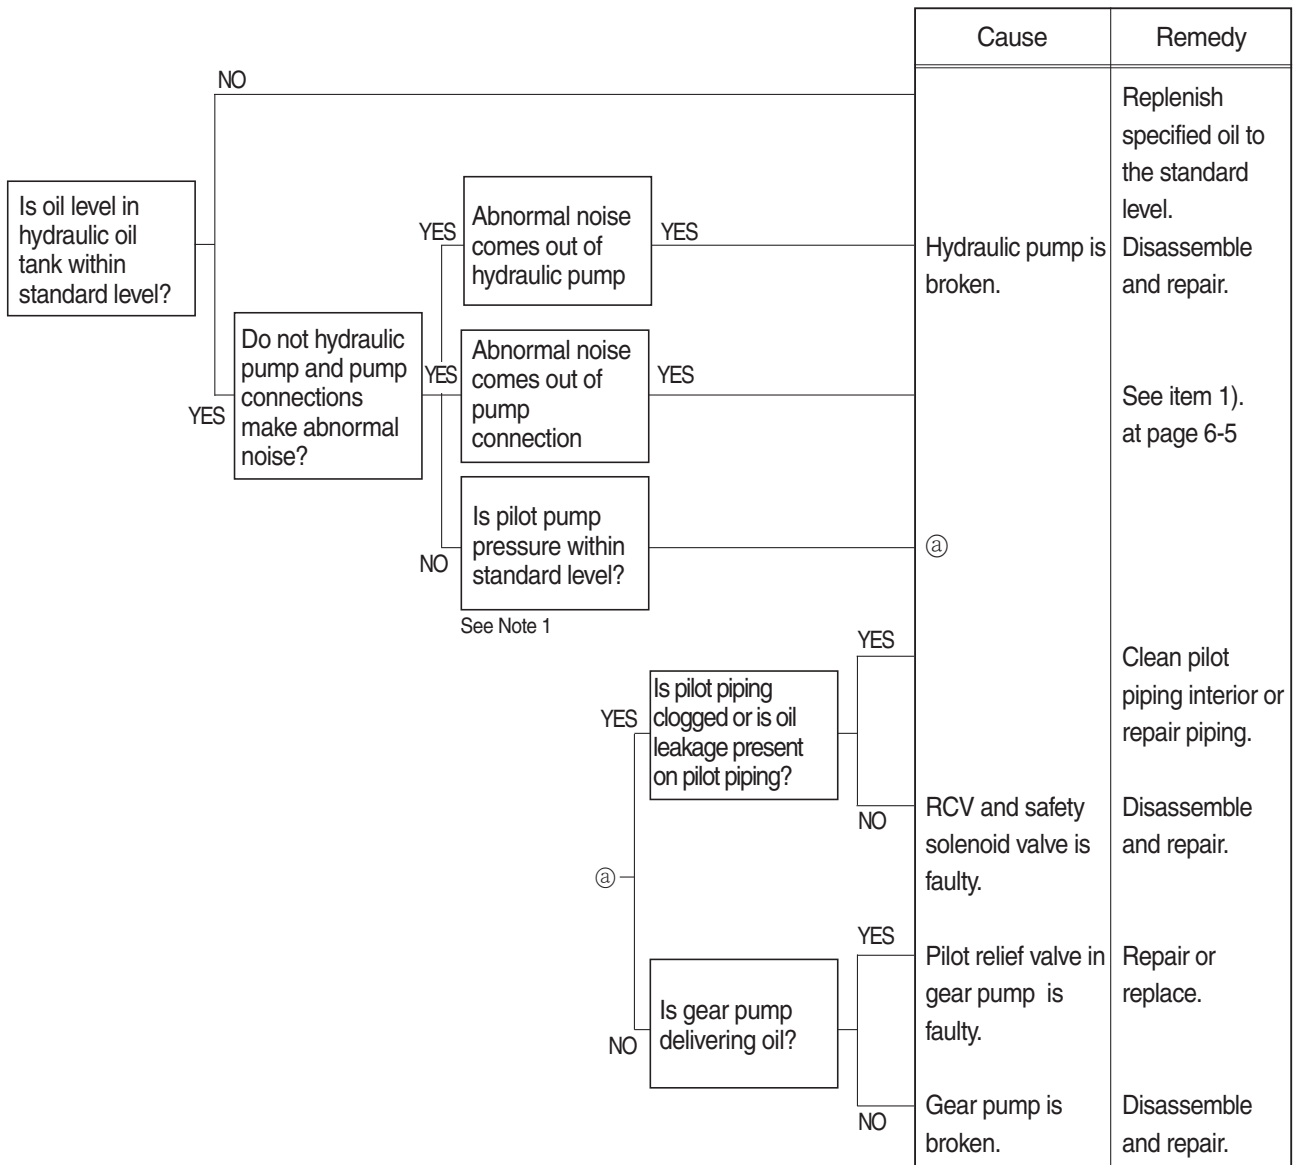 Cause
Remedy
NO
Replenish
specified oil to
the standard
level.
Is oil level in
hydraulic oil
tank within
standard level?
YES
Abnormal noise
comes out of
hydraulic pump
YES
Hydraulic pump is
broken.
Disassemble
and repair.
YES
Do not hydraulic
pump and pump
connections
make abnormal
noise?
YES
Abnormal noise
comes out of
pump
connection
YES
See item 1).
at page 6-5
NO
Is pilot pump
pressure within
standard level?
See Note 1
ⓐ
ⓐ
YES
Is pilot piping
clogged or is oil
leakage present
on pilot piping?
YES
Clean pilot
piping interior or
repair piping.
NO
RCV and safety
solenoid valve is
faulty.
Disassemble
and repair.
NO
Is gear pump
delivering oil?
YES
Pilot relief valve in
gear pump  is
faulty.
Repair or
replace.
NO
Gear pump is
broken.
Disassemble
and repair.